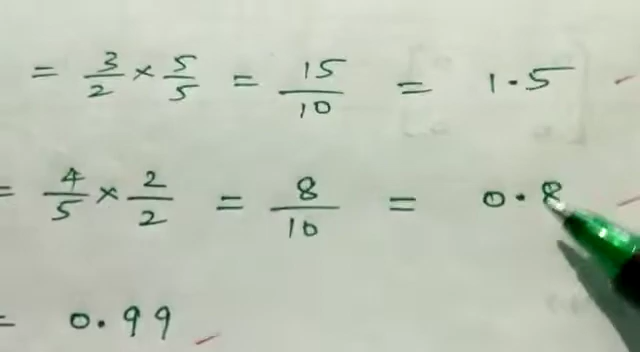 = 3/2 × 5/5 = 15/10 = 1.5
= 4/5 × 2/2 = 8/10 = 0.8
= 0.99